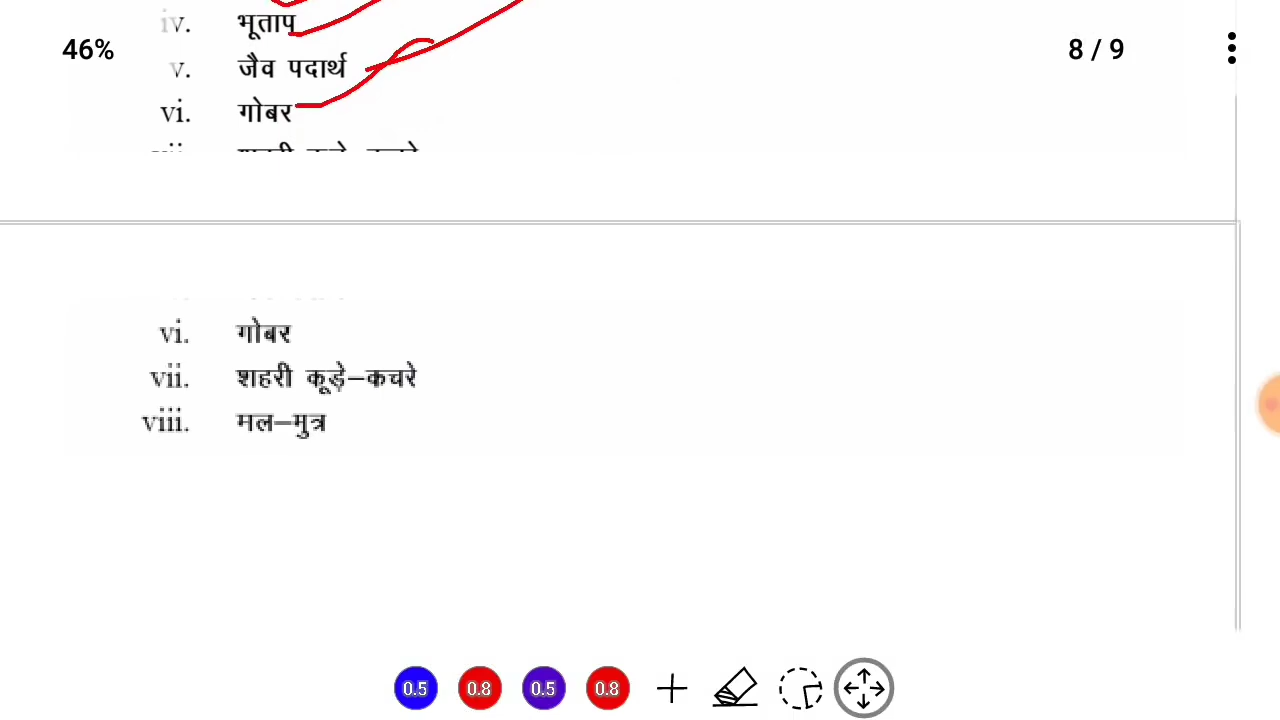 iv. भूताप
46% 8 / 9
v. जैव पदार्थ
vi. गोबर
vi. गोबर
vii. शहरी कूड़े–कचरे
viii. मल–मुत्र
0.5 0.8 0.5 0.8